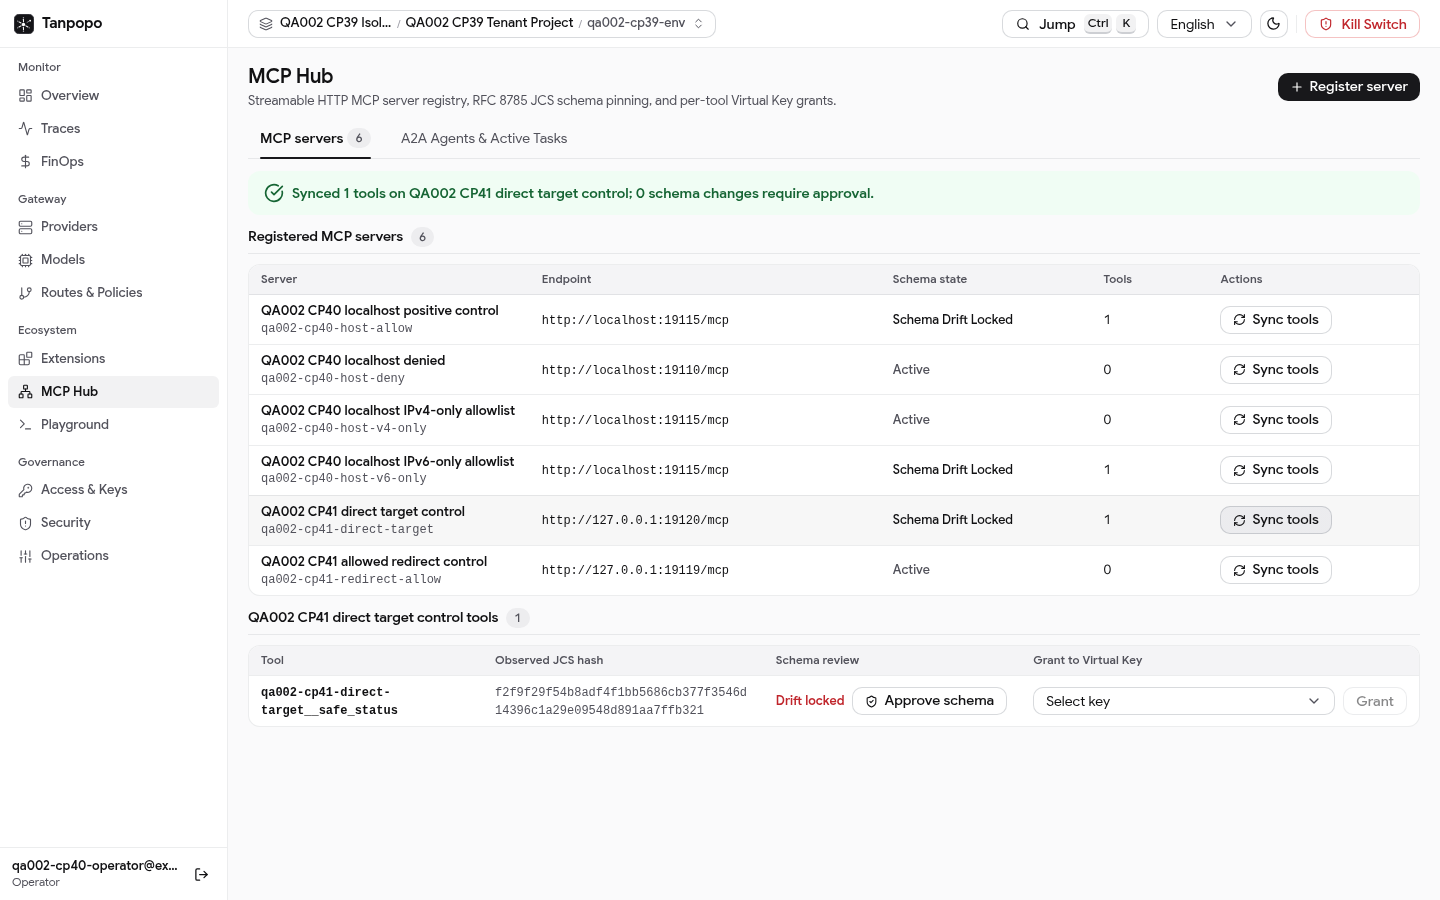 Tanpopo
QA002 CP39 Isol... / QA002 CP39 Tenant Project / qa002-cp39-env
Jump Ctrl K
English
Kill Switch
Monitor
Overview
Traces
FinOps
Gateway
Providers
Models
Routes & Policies
Ecosystem
Extensions
MCP Hub
Playground
Governance
Access & Keys
Security
Operations
qa002-cp40-operator@ex...
Operator
MCP Hub
Streamable HTTP MCP server registry, RFC 8785 JCS schema pinning, and per-tool Virtual Key grants.
Register server
MCP servers 6
A2A Agents & Active Tasks
Synced 1 tools on QA002 CP41 direct target control; 0 schema changes require approval.
Registered MCP servers 6
Server Endpoint Schema state Tools Actions
QA002 CP40 localhost positive control
qa002-cp40-host-allow
http://localhost:19115/mcp Schema Drift Locked 1 Sync tools
QA002 CP40 localhost denied
qa002-cp40-host-deny
http://localhost:19110/mcp Active 0 Sync tools
QA002 CP40 localhost IPv4-only allowlist
qa002-cp40-host-v4-only
http://localhost:19115/mcp Active 0 Sync tools
QA002 CP40 localhost IPv6-only allowlist
qa002-cp40-host-v6-only
http://localhost:19115/mcp Schema Drift Locked 1 Sync tools
QA002 CP41 direct target control
qa002-cp41-direct-target
http://127.0.0.1:19120/mcp Schema Drift Locked 1 Sync tools
QA002 CP41 allowed redirect control
qa002-cp41-redirect-allow
http://127.0.0.1:19119/mcp Active 0 Sync tools
QA002 CP41 direct target control tools 1
Tool Observed JCS hash Schema review Grant to Virtual Key
qa002-cp41-direct-
target__safe_status
f2f9f29f54b8adf4f1bb5686cb377f3546d
14396c1a29e09548d891aa7ffb321
Drift locked Approve schema
Select key Grant